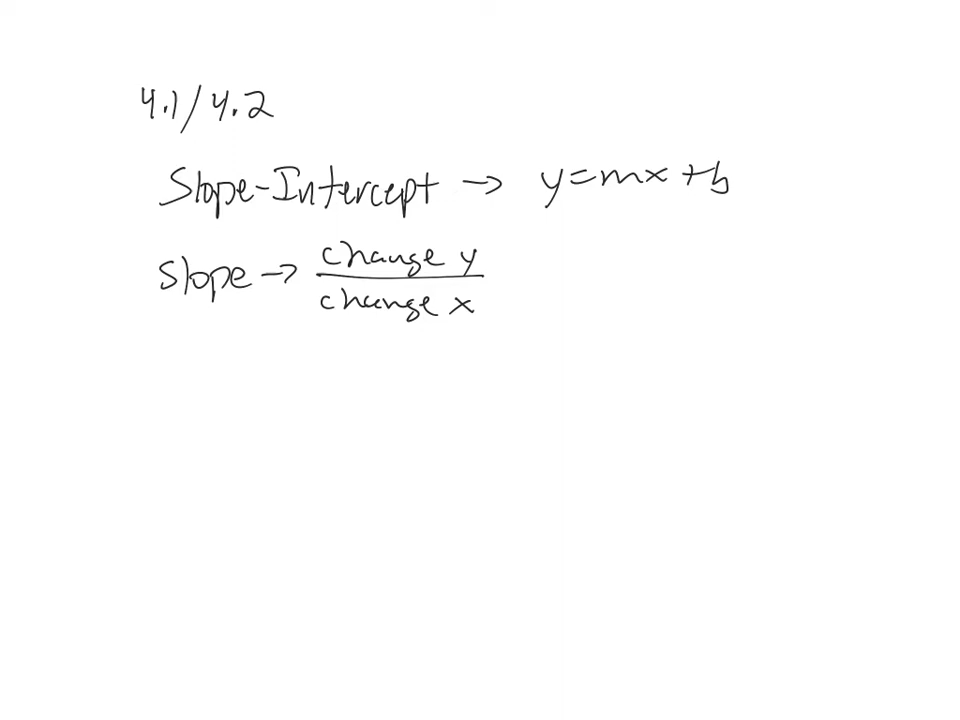 4.1/4.2
Slope-Intercept → y=mx+b
slope → change y
change x